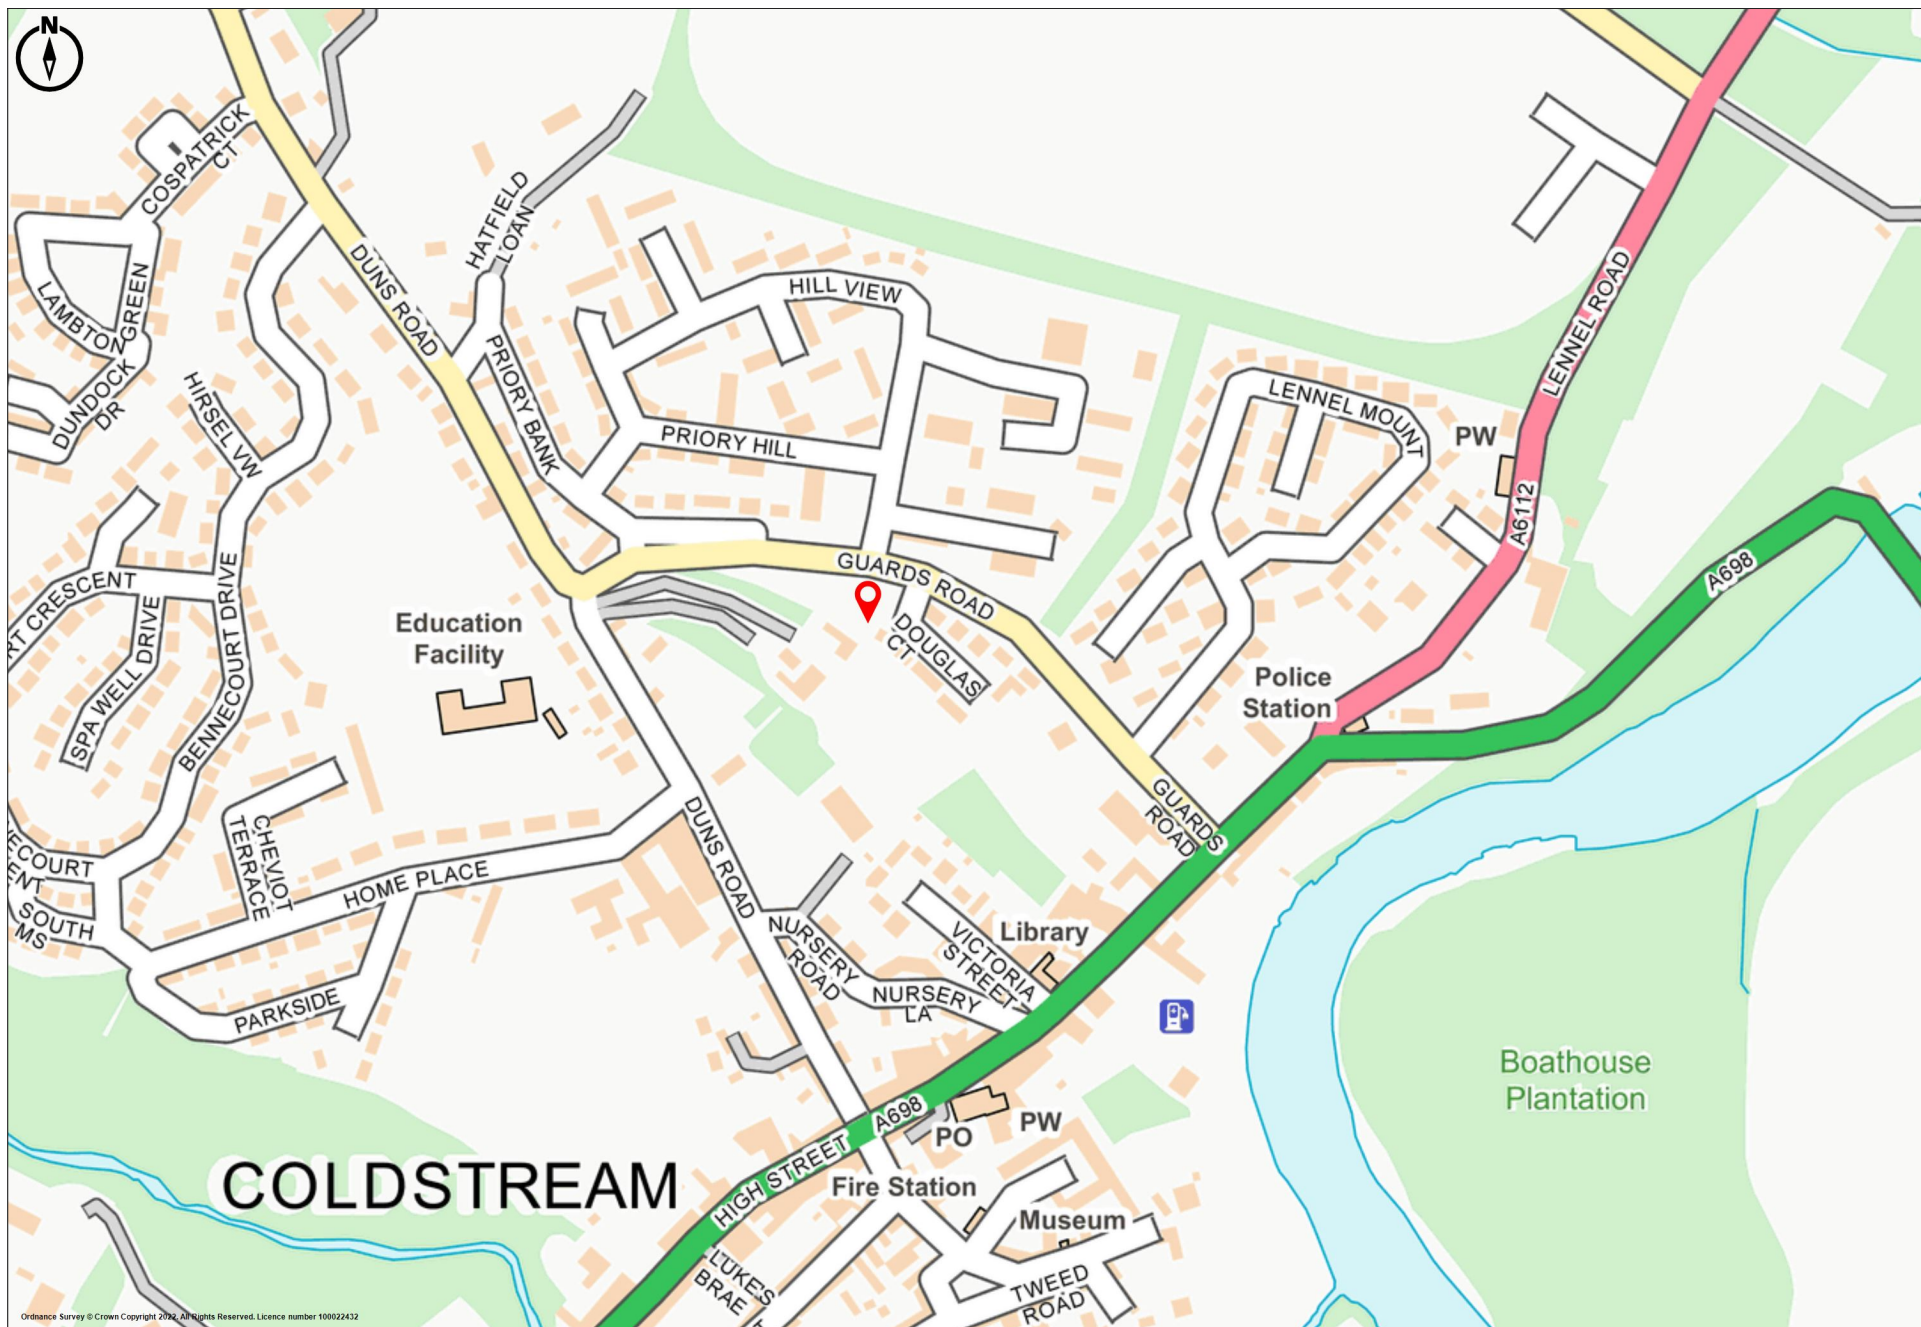 N
COSPATRICK
CT
HATFIELD
LOAN
DUNS ROAD
LAMBTON
GREEN
DUNDOCK
DR
HIRSEL VW
PRIORY BANK
HILL VIEW
PRIORY HILL
LENNEL MOUNT
LENNEL ROAD
PW
A6112
A698
RT CRESCENT
SPA WELL DRIVE
BENNECOURT DRIVE
Education
Facility
GUARDS ROAD
DOUGLAS
CT
Police
Station
GUARDS
ROAD
CHEVIOT
TERRACE
HOME PLACE
DUNS ROAD
NECOURT
ENT
SOUTH
MS
PARKSIDE
NURSERY
ROAD
NURSERY
LA
VICTORIA
STREET
Library
Boathouse
Plantation
A698
HIGH STREET
PO
PW
COLDSTREAM
Fire Station
Museum
LUKE'S
BRAE
TWEED
ROAD
Ordnance Survey © Crown Copyright 2022. All Rights Reserved. Licence number 100022432